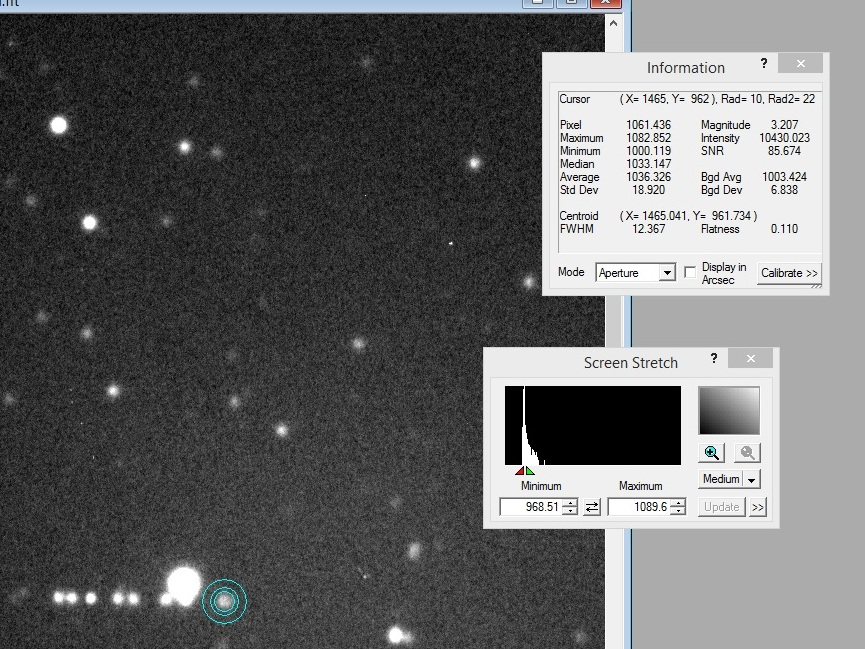 Information ?
Cursor ( X= 1465, Y= 962 ), Rad= 10, Rad2= 22
Pixel 1061.436 Magnitude 3.207
Maximum 1082.852 Intensity 10430.023
Minimum 1000.119 SNR 85.674
Median 1033.147
Average 1036.326 Bgd Avg 1003.424
Std Dev 18.920 Bgd Dev 6.838
Centroid ( X= 1465.041, Y= 961.734 )
FWHM 12.367 Flatness 0.110
Mode Aperture Display in Arcsec Calibrate >>
Screen Stretch ?
Medium
Minimum Maximum
968.51 1089.6 Update >>